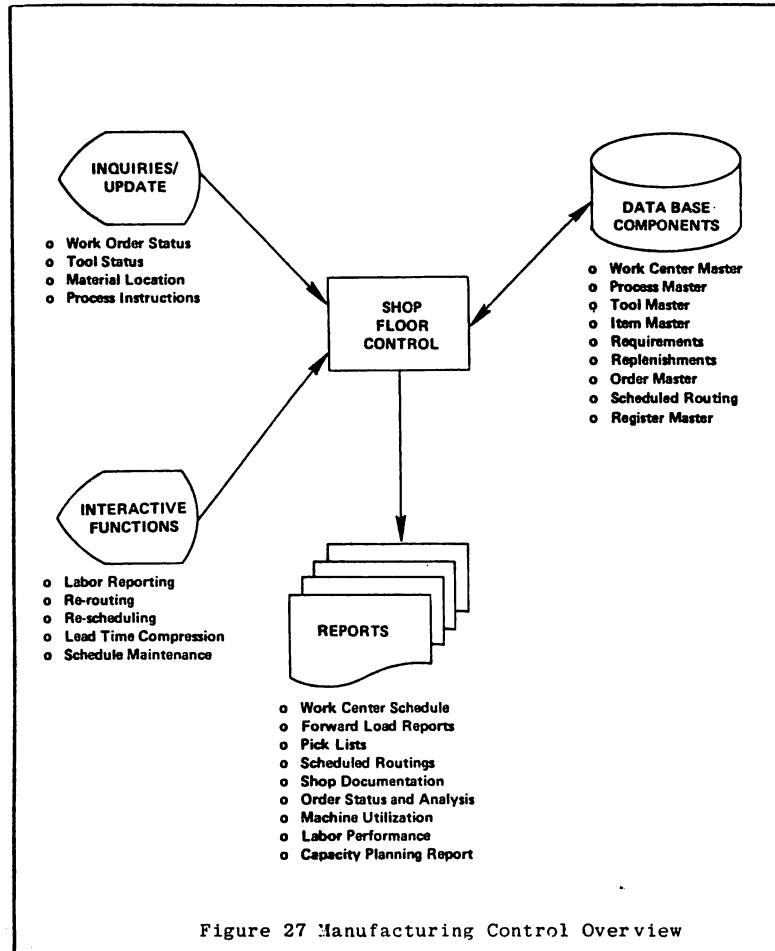 INQUIRIES/
UPDATE
o Work Order Status
o Tool Status
o Material Location
o Process Instructions
DATA BASE
COMPONENTS
o Work Center Master
o Process Master
o Tool Master
o Item Master
o Requirements
o Replenishments
o Order Master
o Scheduled Routing
o Register Master
SHOP
FLOOR
CONTROL
INTERACTIVE
FUNCTIONS
o Labor Reporting
o Re-routing
o Re-scheduling
o Lead Time Compression
o Schedule Maintenance
REPORTS
o Work Center Schedule
o Forward Load Reports
o Pick Lists
o Scheduled Routings
o Shop Documentation
o Order Status and Analysis
o Machine Utilization
o Labor Performance
o Capacity Planning Report
Figure 27 Manufacturing Control Overview